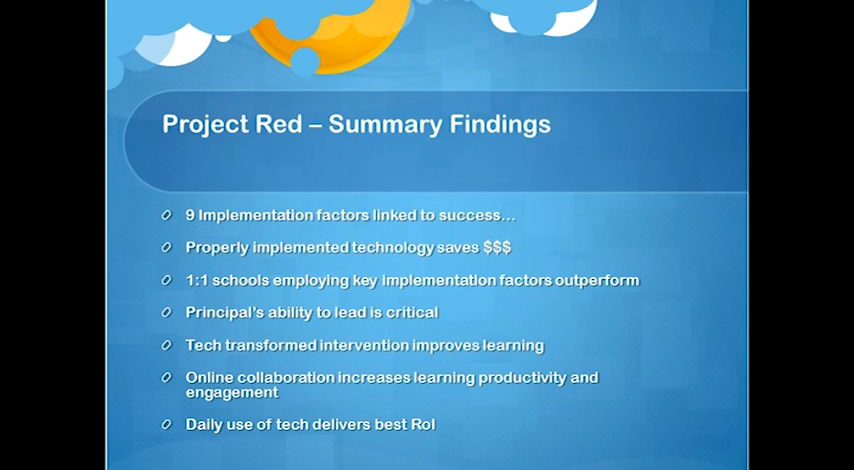 Project Red – Summary Findings
9 Implementation factors linked to success…
Properly implemented technology saves $$$
1:1 schools employing key implementation factors outperform
Principal's ability to lead is critical
Tech transformed intervention improves learning
Online collaboration increases learning productivity and
engagement
Daily use of tech delivers best RoI